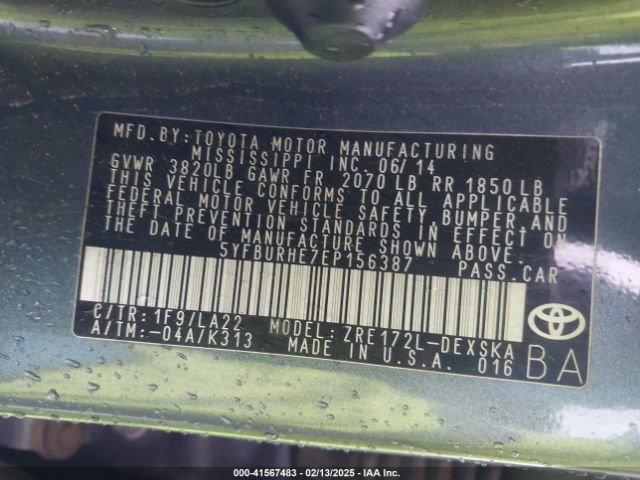 MFD. BY: TOYOTA MOTOR MANUFACTURING
MISSISSIPPI INC. 06/14
GVWR 3820LB GAWR FR 2070 LB RR 1850 LB
THIS VEHICLE CONFORMS TO ALL APPLICABLE
FEDERAL MOTOR VEHICLE SAFETY, BUMPER AND
THEFT PREVENTION STANDARDS IN EFFECT ON
THE DATE OF MANUFACTURE SHOWN ABOVE.
5YFBURHE7EP156387 PASS.CAR
C/TR: 1F9/LA22 MODEL: ZRE172L-DEXSKA
A/TM:-04A/K313 MADE IN U.S.A. 016
BA
000-41567483 - 02/13/2025 - IAA Inc.